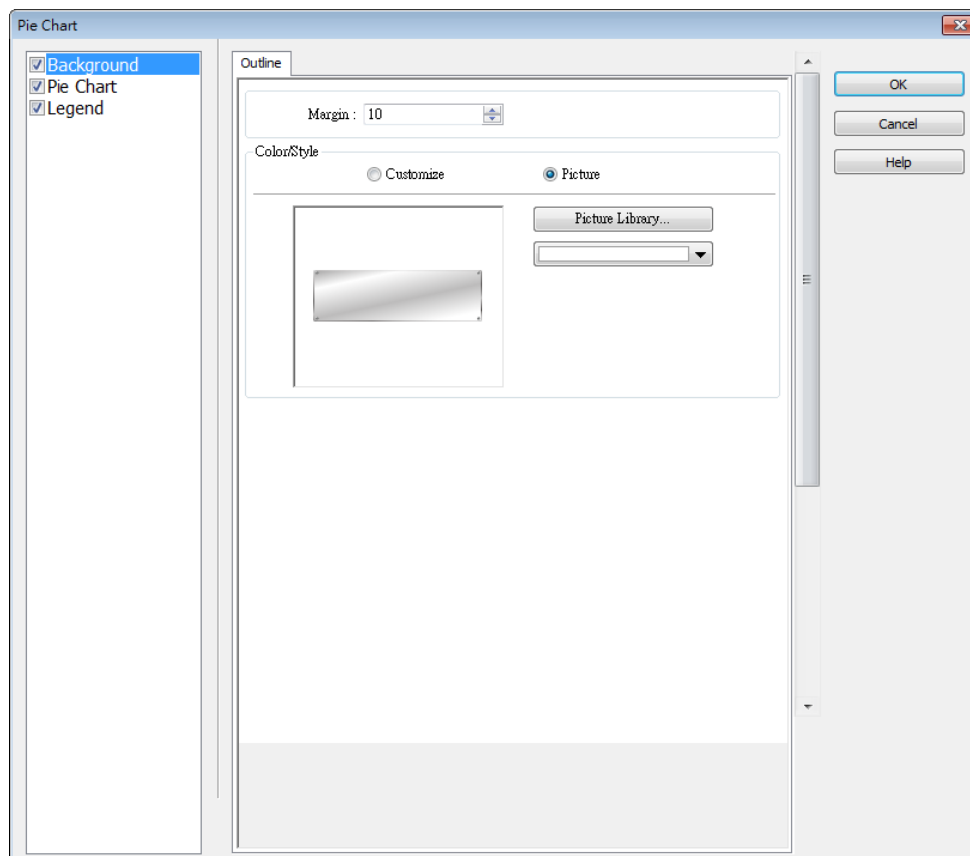 Pie Chart
Background
Pie Chart
Legend
Outline
Margin : 10
Color/Style
Customize Picture
Picture Library...
OK
Cancel
Help